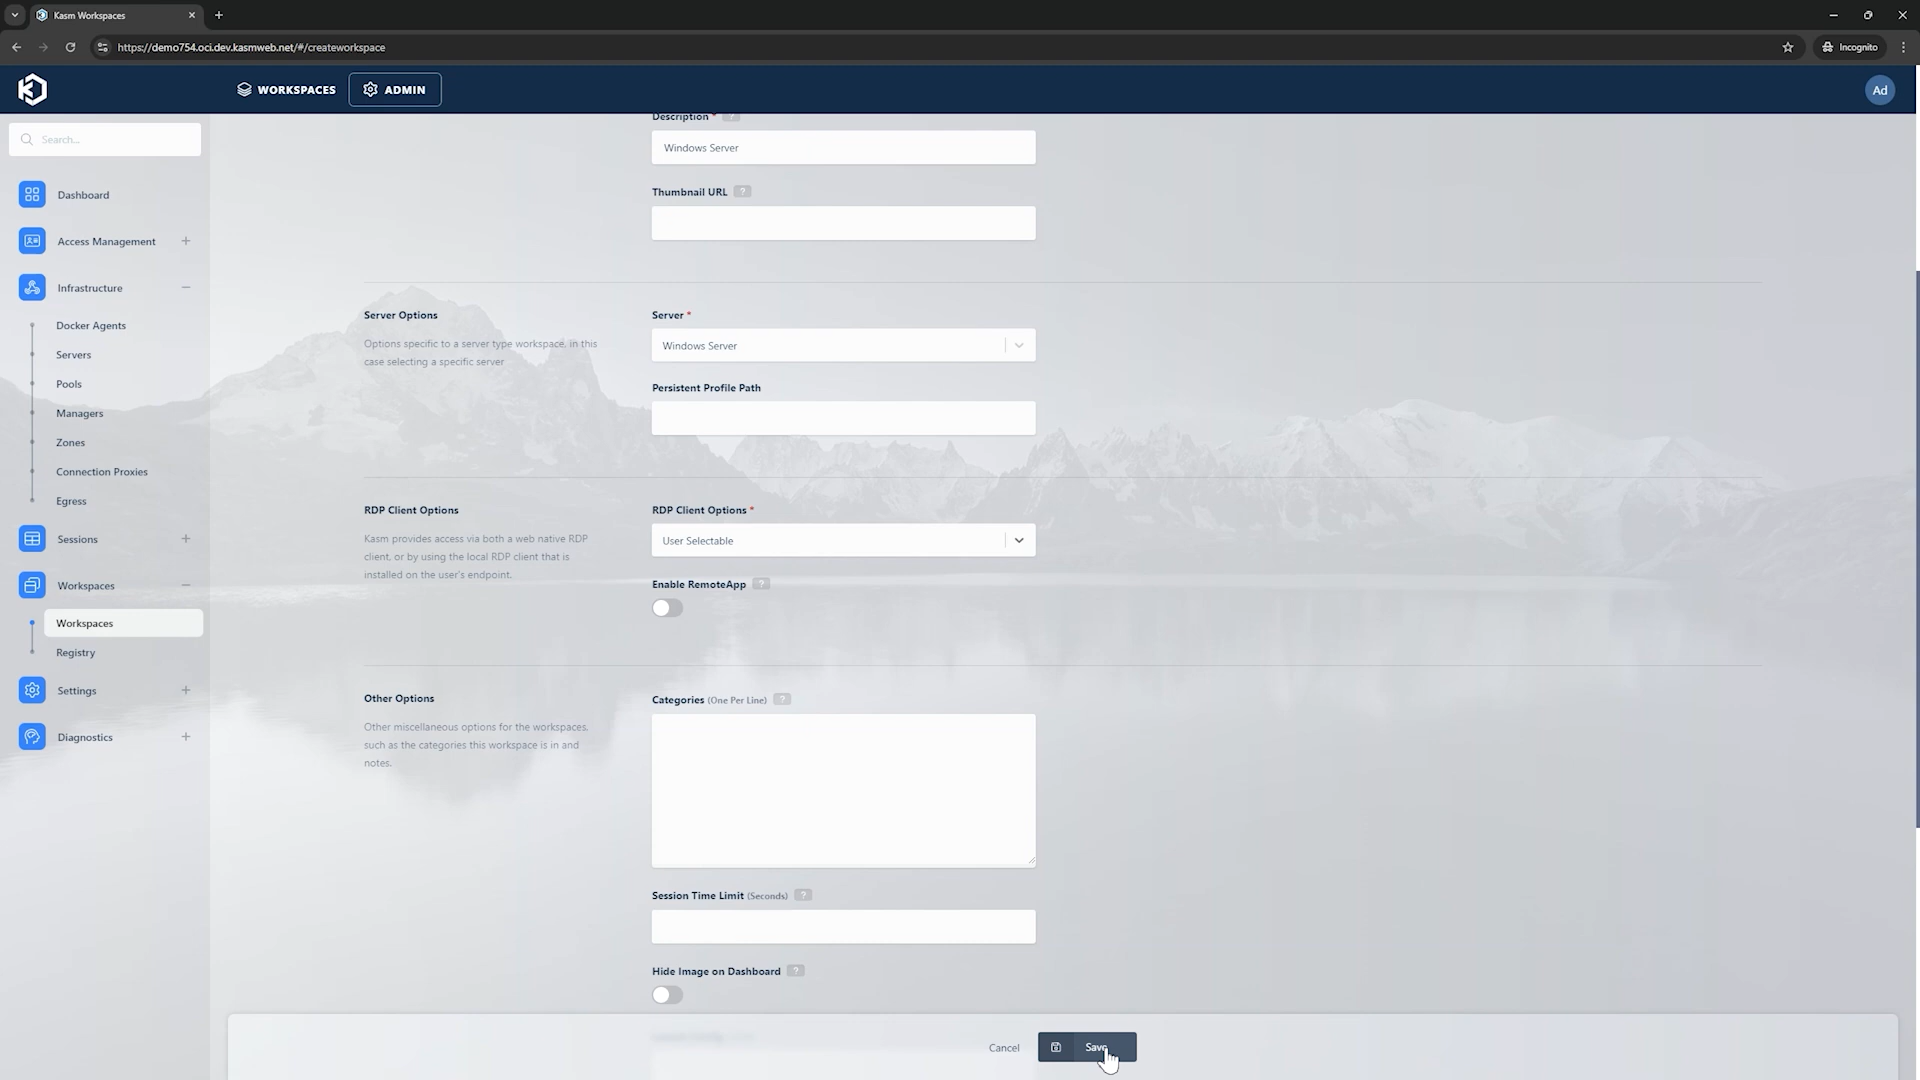 Kasm Workspaces
https://demo754.oci.dev.kasmweb.net/#/createworkspace
Incognito
WORKSPACES
ADMIN
Ad
Search...
Dashboard
Access Management
Infrastructure
Docker Agents
Servers
Pools
Managers
Zones
Connection Proxies
Egress
Sessions
Workspaces
Workspaces
Registry
Settings
Diagnostics
Description * ?
Windows Server
Thumbnail URL ?
Server Options
Options specific to a server type workspace, in this
case selecting a specific server
Server *
Windows Server
Persistent Profile Path
RDP Client Options
Kasm provides access via both a web native RDP
client, or by using the local RDP client that is
installed on the user's endpoint.
RDP Client Options *
User Selectable
Enable RemoteApp ?
Other Options
Other miscellaneous options for the workspaces,
such as the categories this workspace is in and
notes.
Categories (One Per Line) ?
Session Time Limit (Seconds) ?
Hide Image on Dashboard ?
Cancel
Save